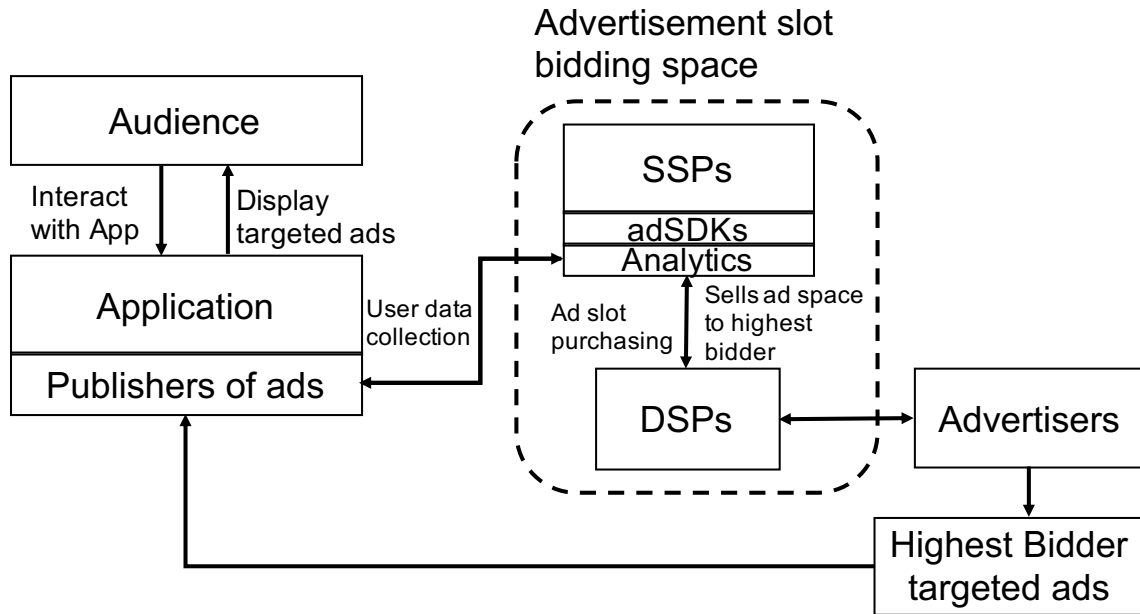 Advertisement slot
bidding space
Audience
SSPs
Interact
with App
Display
targeted ads
adSDKs
Analytics
Application
User data
collection
Ad slot
purchasing
Sells ad space
to highest
bidder
Publishers of ads
DSPs
Advertisers
Highest Bidder
targeted ads